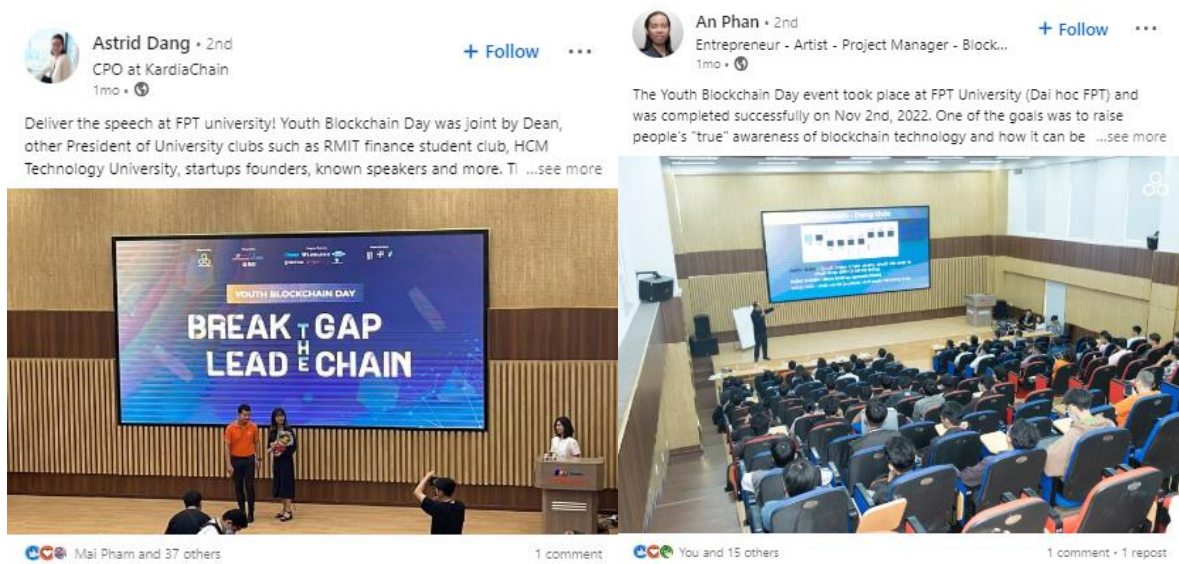 Astrid Dang • 2nd
CPO at KardiaChain
1mo •
+ Follow
Deliver the speech at FPT university! Youth Blockchain Day was joint by Dean,
other President of University clubs such as RMIT finance student club, HCM
Technology University, startups founders, known speakers and more. T ...see more
YOUTH BLOCKCHAIN DAY
BREAK THE GAP
LEAD CHAIN
Mai Pham and 37 others
1 comment
An Phan • 2nd
Entrepreneur - Artist - Project Manager - Block...
1mo •
+ Follow
The Youth Blockchain Day event took place at FPT University (Dai hoc FPT) and
was completed successfully on Nov 2nd, 2022. One of the goals was to raise
people's "true" awareness of blockchain technology and how it can be ...see more
You and 15 others
1 comment • 1 repost